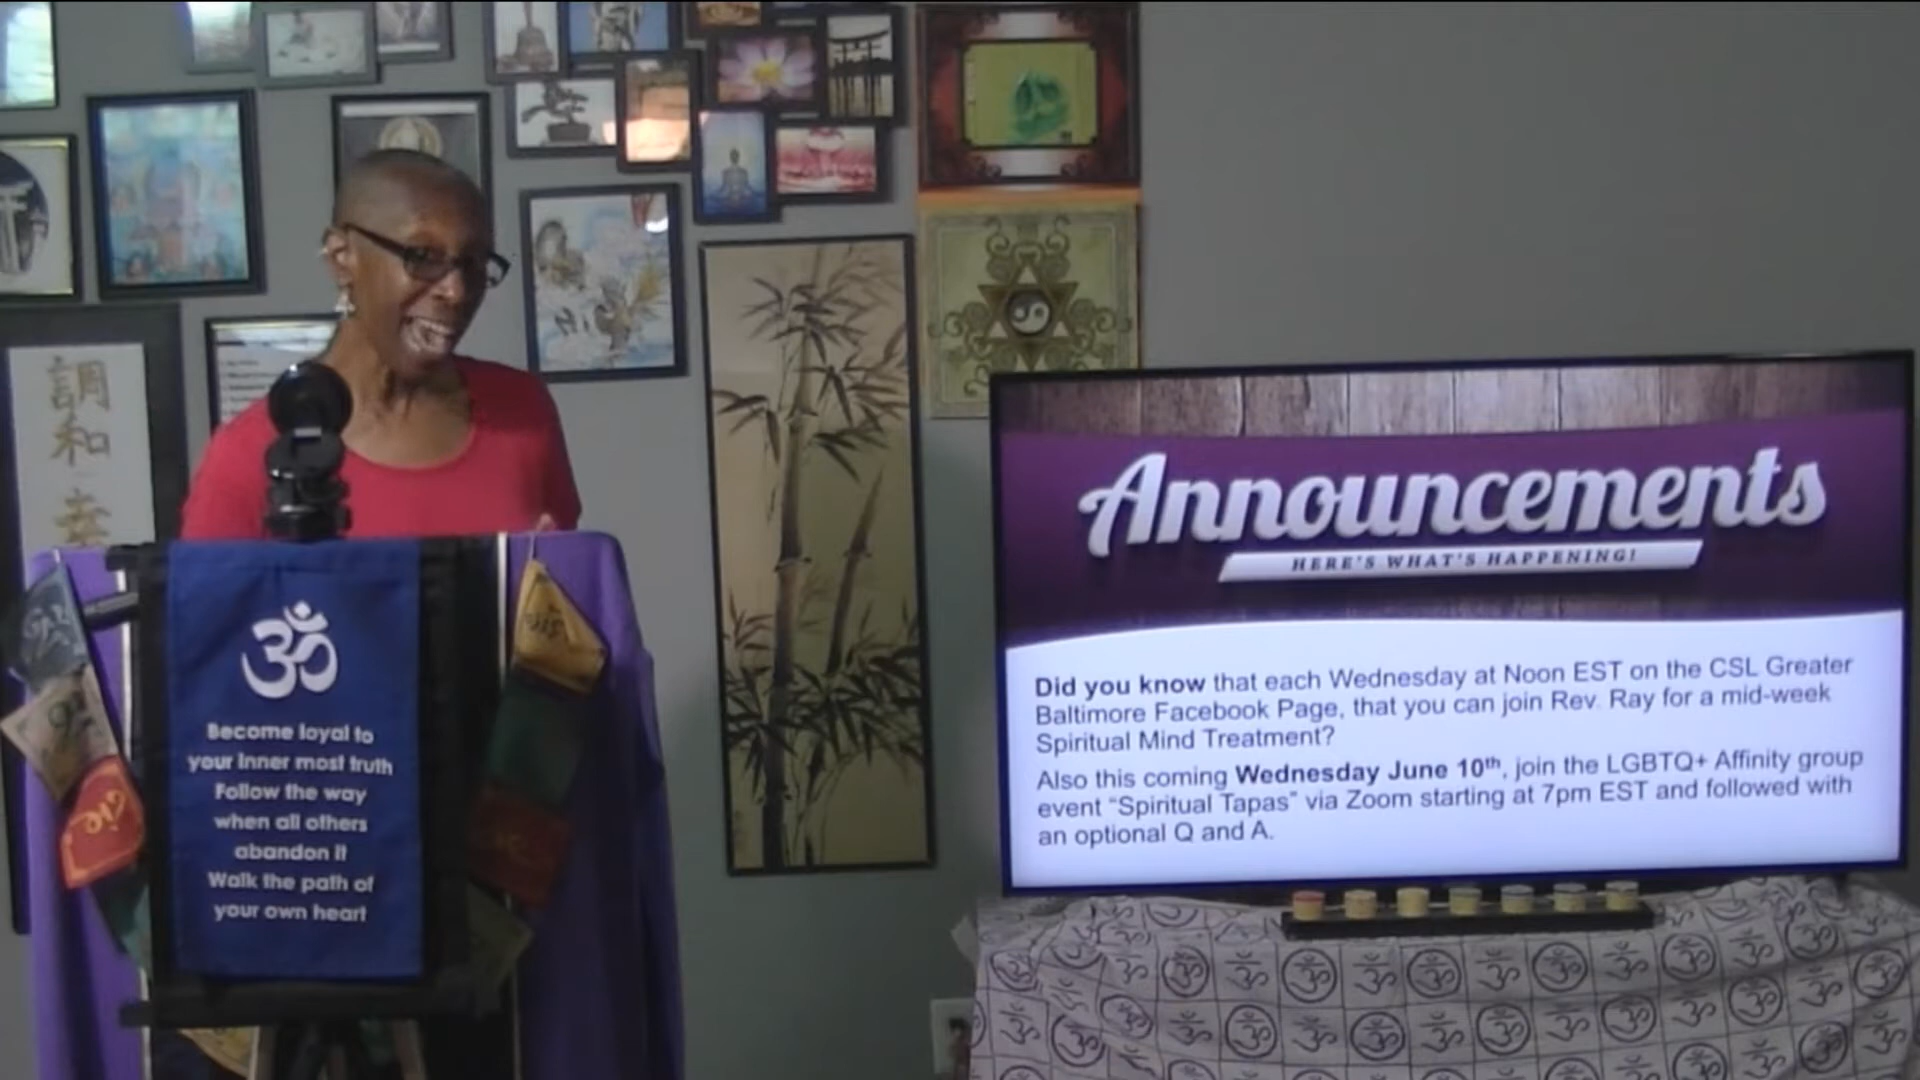 調
和
幸
ॐ
Become loyal to
your inner most truth
Follow the way
when all others
abandon it
Walk the path of
your own heart
Announcements
HERE'S WHAT'S HAPPENING!
Did you know that each Wednesday at Noon EST on the CSL Greater
Baltimore Facebook Page, that you can join Rev. Ray for a mid-week
Spiritual Mind Treatment?
Also this coming Wednesday June 10th, join the LGBTQ+ Affinity group
event “Spiritual Tapas” via Zoom starting at 7pm EST and followed with
an optional Q and A.